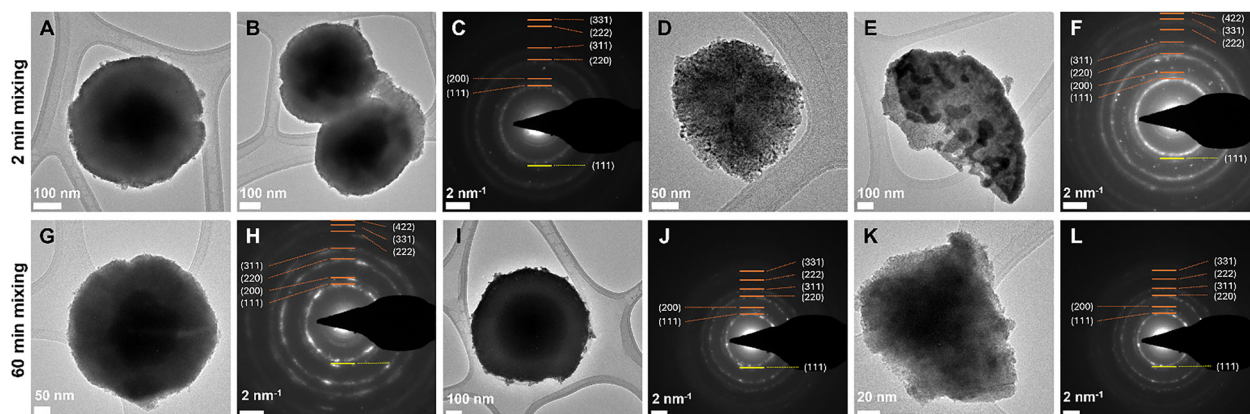 2 min mixing
A
100 nm
B
100 nm
C
(331)
(222)
(311)
(220)
(200)
(111)
(111)
2 nm⁻¹
D
50 nm
E
100 nm
F
(422)
(331)
(222)
(311)
(220)
(200)
(111)
(111)
2 nm⁻¹
60 min mixing
G
50 nm
H
(422)
(331)
(222)
(311)
(220)
(200)
(111)
2 nm⁻¹
I
100 nm
J
(331)
(222)
(311)
(220)
(200)
(111)
(111)
2 nm⁻¹
K
20 nm
L
(331)
(222)
(311)
(220)
(200)
(111)
(111)
2 nm⁻¹